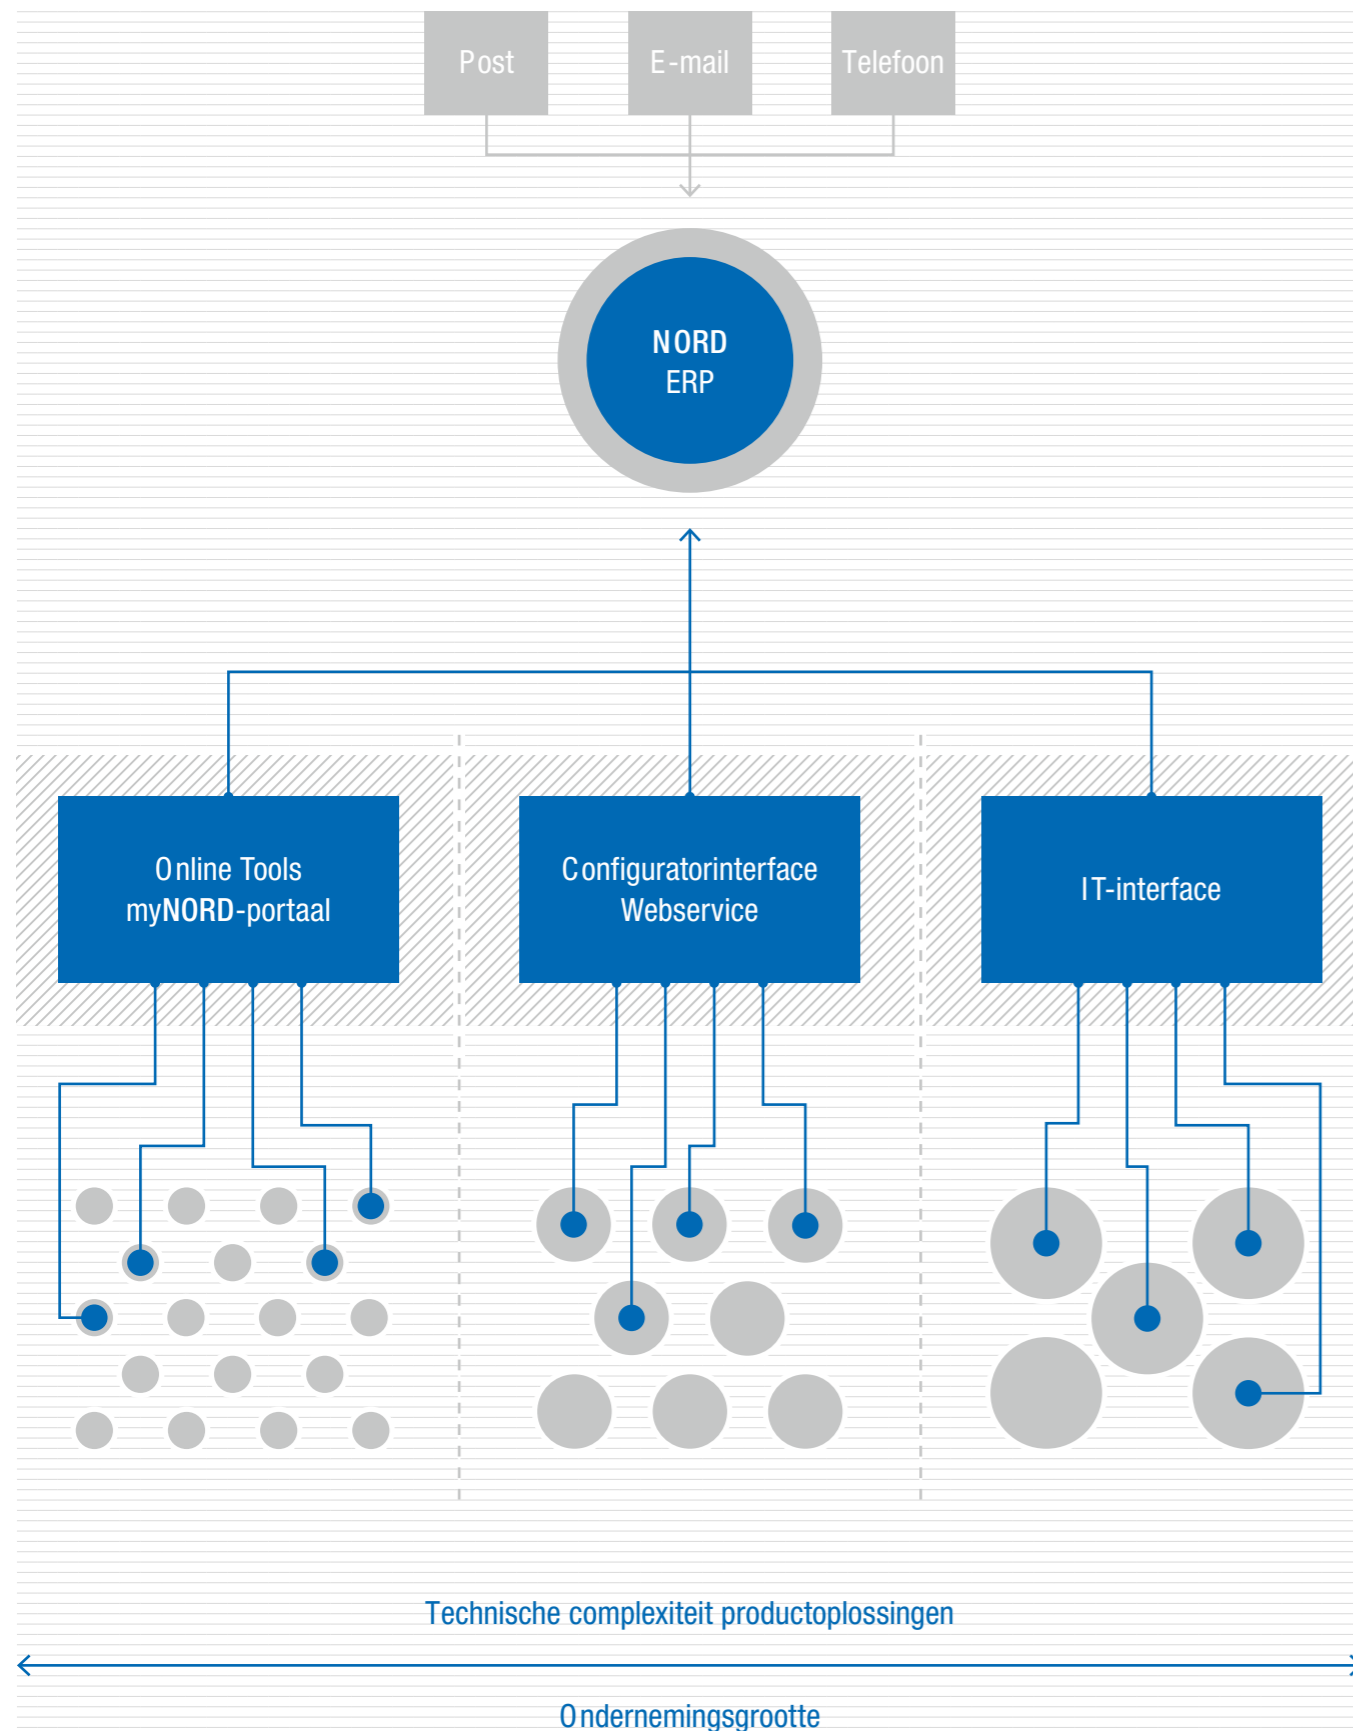 Post
E-mail
Telefoon
NORD
ERP
Online Tools
myNORD-portaal
Configuratorinterface
Webservice
IT-interface
Technische complexiteit productoplossingen
Ondernemingsgrootte